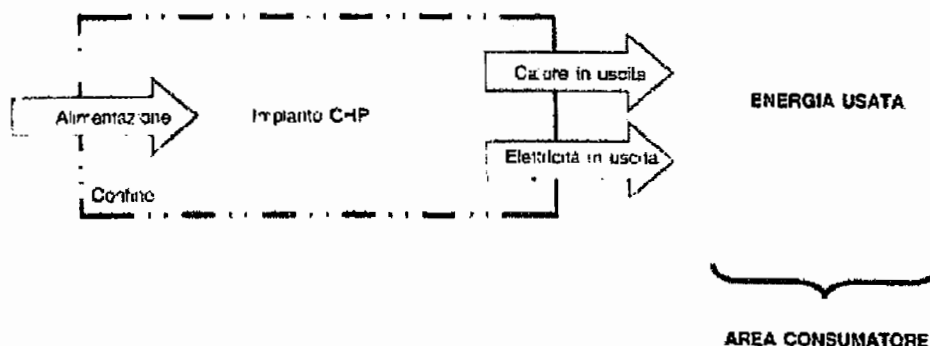 Calore in uscita
ENERGIA USATA
Alimentazione
Impianto CHP
Elettricità in uscita
Confine
AREA CONSUMATORE